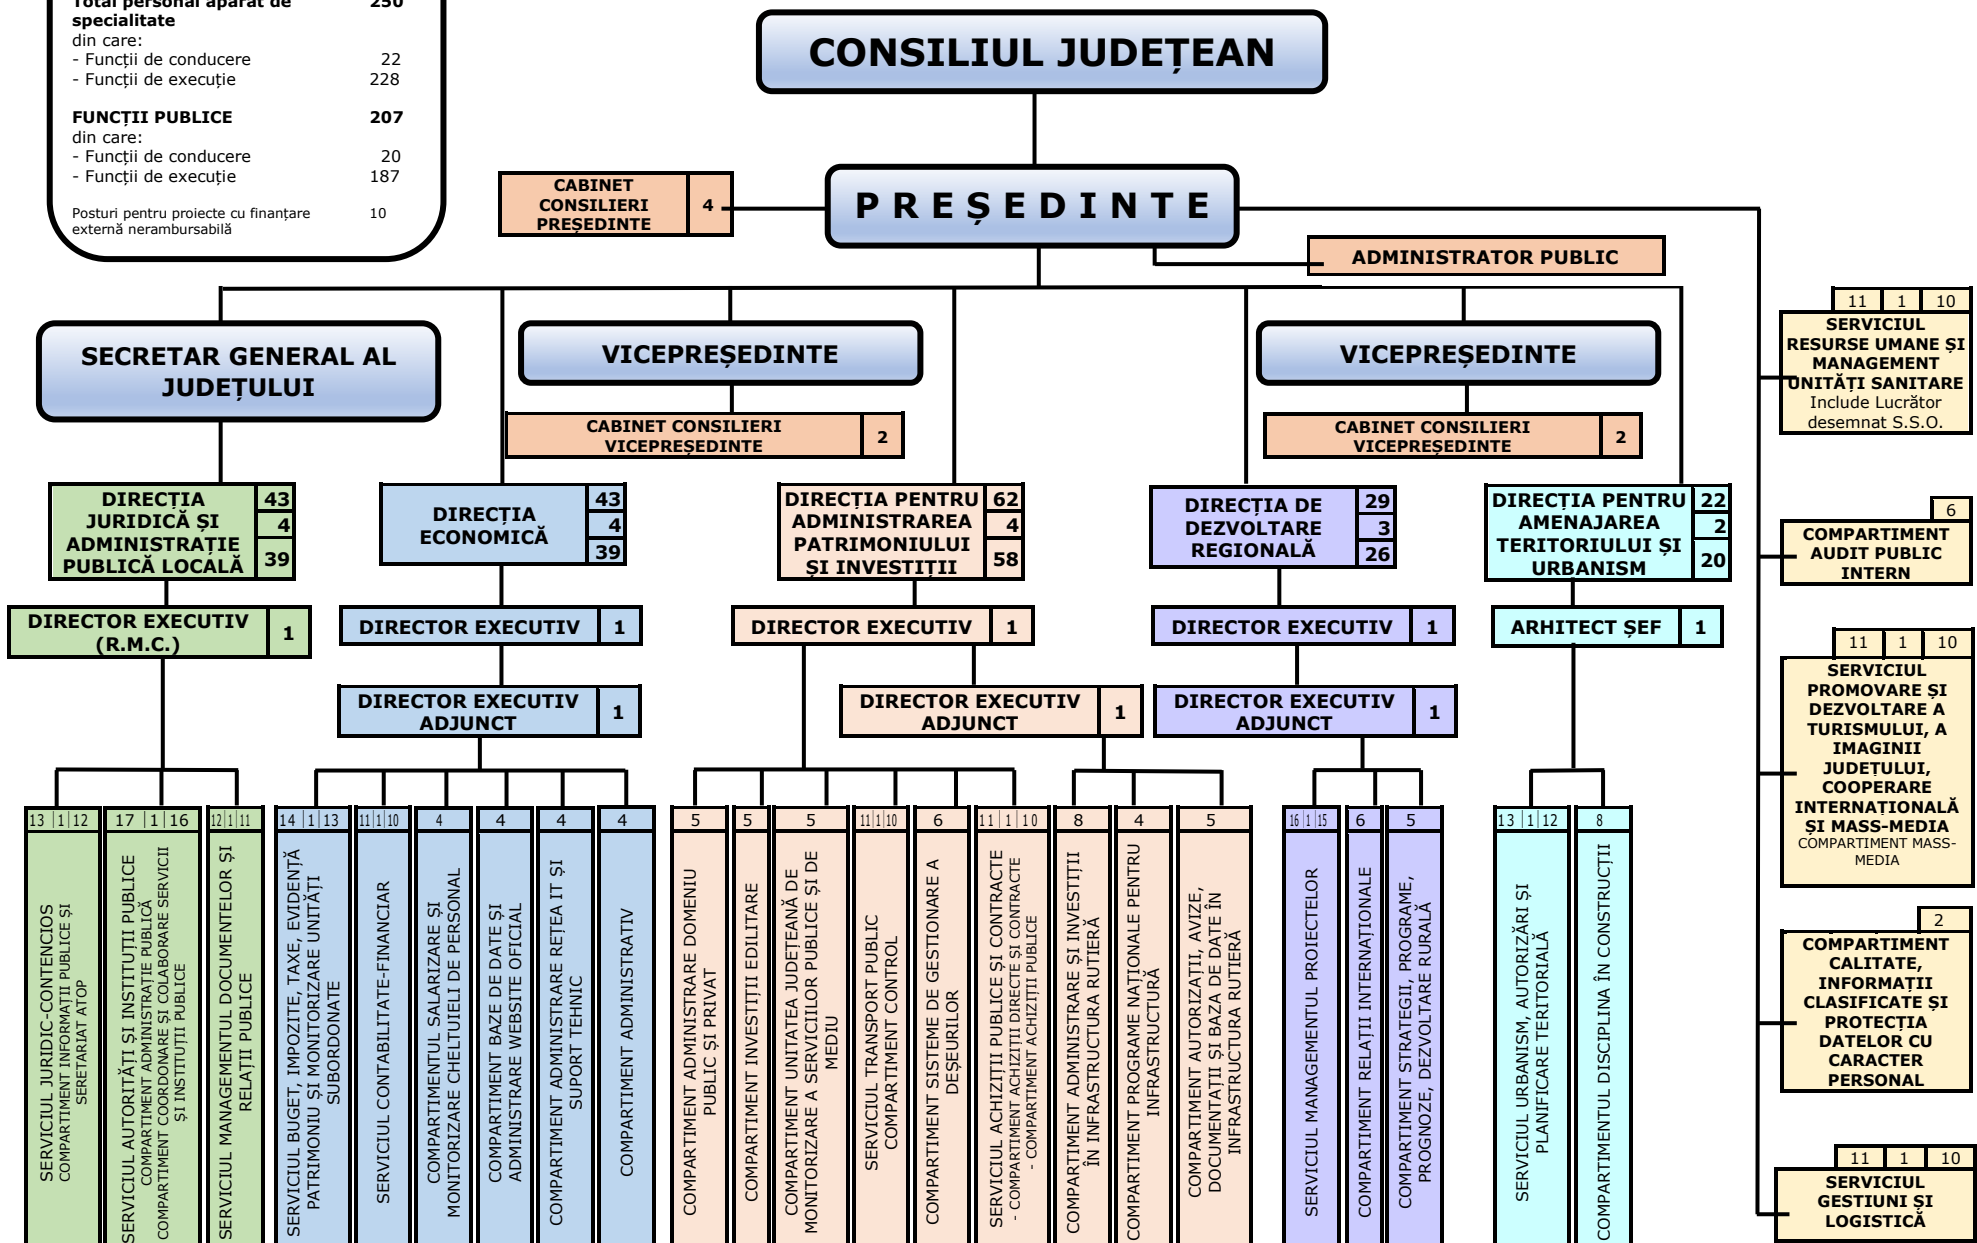 Total personal aparat de specialitate 250
din care:
- Funcții de conducere 22
- Funcții de execuție 228
FUNCȚII PUBLICE 207
din care:
- Funcții de conducere 20
- Funcții de execuție 187
Posturi pentru proiecte cu finanțare externă nerambursabilă 10
CONSILIUL JUDEȚEAN
CABINET
CONSILIERI
PREȘEDINTE
4
PREȘEDINTE
ADMINISTRATOR PUBLIC
SECRETAR GENERAL AL
JUDEȚULUI
VICEPREȘEDINTE
CABINET CONSILIERI
VICEPREȘEDINTE
2
VICEPREȘEDINTE
CABINET CONSILIERI
VICEPREȘEDINTE
2
DIRECȚIA
JURIDICĂ ȘI
ADMINISTRAȚIE
PUBLICĂ LOCALĂ
43
4
39
DIRECȚIA
ECONOMICĂ
43
4
39
DIRECȚIA PENTRU
ADMINISTRAREA
PATRIMONIULUI
ȘI INVESTIȚII
62
4
58
DIRECȚIA DE
DEZVOLTARE
REGIONALĂ
29
3
26
DIRECȚIA PENTRU
AMENAJAREA
TERITORIULUI ȘI
URBANISM
22
2
20
DIRECTOR EXECUTIV
(R.M.C.)
1
DIRECTOR EXECUTIV 1
DIRECTOR EXECUTIV 1
DIRECTOR EXECUTIV 1
ARHITECT ȘEF 1
DIRECTOR EXECUTIV
ADJUNCT
1
DIRECTOR EXECUTIV
ADJUNCT
1
DIRECTOR EXECUTIV
ADJUNCT
1
13 1 12
SERVICIUL JURIDIC-CONTENCIOS
COMPARTIMENT INFORMAȚII PUBLICE ȘI
SERETARIAT ATOP
17 1 16
SERVICIUL AUTORITĂȚI ȘI INSTITUȚII PUBLICE
COMPARTIMENT ADMINISTRAȚIE PUBLICĂ
COMPARTIMENT COORDONARE ȘI COLABORARE SERVICII
ȘI INSTITUȚII PUBLICE
12 1 11
SERVICIUL MANAGEMENTUL DOCUMENTELOR ȘI
RELAȚII PUBLICE
14 1 13
SERVICIUL BUGET, IMPOZITE, TAXE, EVIDENȚĂ
PATRIMONIU ȘI MONITORIZARE UNITĂȚI
SUBORDONATE
11 1 10
SERVICIUL CONTABILITATE-FINANCIAR
4
COMPARTIMENTUL SALARIZARE ȘI
MONITORIZARE CHELTUIELI DE PERSONAL
4
COMPARTIMENT BAZE DE DATE ȘI
ADMINISTRARE WEBSITE OFICIAL
4
COMPARTIMENT ADMINISTRARE REȚEA IT ȘI
SUPORT TEHNIC
4
COMPARTIMENT ADMINISTRATIV
5
COMPARTIMENT ADMINISTRARE DOMENIU
PUBLIC ȘI PRIVAT
5
COMPARTIMENT INVESTIȚII EDILITARE
5
COMPARTIMENT UNITATEA JUDEȚEANĂ DE
MONITORIZARE A SERVICIILOR PUBLICE ȘI DE
MEDIU
11 1 10
SERVICIUL TRANSPORT PUBLIC
COMPARTIMENT CONTROL
6
COMPARTIMENT SISTEME DE GESTIONARE A
DEȘEURILOR
11 1 10
SERVICIUL ACHIZIȚII PUBLICE ȘI CONTRACTE
- COMPARTIMENT ACHIZIȚII DIRECTE ȘI CONTRACTE
- COMPARTIMENT ACHIZIȚII PUBLICE
8
COMPARTIMENT ADMINISTRARE ȘI INVESTIȚII
ÎN INFRASTRUCTURA RUTIERĂ
4
COMPARTIMENT PROGRAME NAȚIONALE PENTRU
INFRASTRUCTURĂ
5
COMPARTIMENT AUTORIZAȚII, AVIZE,
DOCUMENTAȚII ȘI BAZA DE DATE ÎN
INFRASTRUCTURA RUTIERĂ
16 1 15
SERVICIUL MANAGEMENTUL PROIECTELOR
6
COMPARTIMENT RELAȚII INTERNAȚIONALE
5
COMPARTIMENT STRATEGII, PROGRAME,
PROGNOZE, DEZVOLTARE RURALĂ
13 1 12
SERVICIUL URBANISM, AUTORIZĂRI ȘI
PLANIFICARE TERITORIALĂ
8
COMPARTIMENTUL DISCIPLINA ÎN CONSTRUCȚII
11 1 10
SERVICIUL
RESURSE UMANE ȘI
MANAGEMENT
UNITĂȚI SANITARE
Include Lucrător
desemnat S.S.O.
6
COMPARTIMENT
AUDIT PUBLIC
INTERN
11 1 10
SERVICIUL
PROMOVARE ȘI
DEZVOLTARE A
TURISMULUI, A
IMAGINII
JUDEȚULUI,
COOPERARE
INTERNAȚIONALĂ
ȘI MASS-MEDIA
COMPARTIMENT MASS-
MEDIA
2
COMPARTIMENT
CALITATE,
INFORMAȚII
CLASIFICATE ȘI
PROTECȚIA
DATELOR CU
CARACTER
PERSONAL
11 1 10
SERVICIUL
GESTIUNI ȘI
LOGISTICĂ